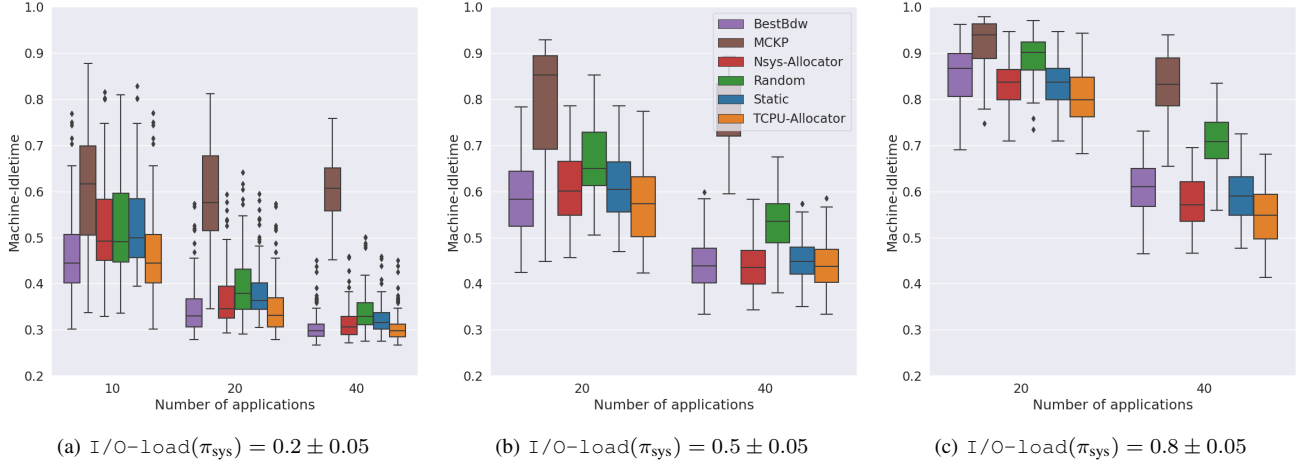 1.0
0.9
0.8
0.7
0.6
0.5
0.4
0.3
0.2
Machine-Idletime
10 20 40
Number of applications
(a) I/O-load(πsys) = 0.2 ± 0.05
1.0
0.9
0.8
0.7
0.6
0.5
0.4
0.3
0.2
Machine-Idletime
BestBdw
MCKP
Nsys-Allocator
Random
Static
TCPU-Allocator
20 40
Number of applications
(b) I/O-load(πsys) = 0.5 ± 0.05
1.0
0.9
0.8
0.7
0.6
0.5
0.4
0.3
0.2
Machine-Idletime
20 40
Number of applications
(c) I/O-load(πsys) = 0.8 ± 0.05